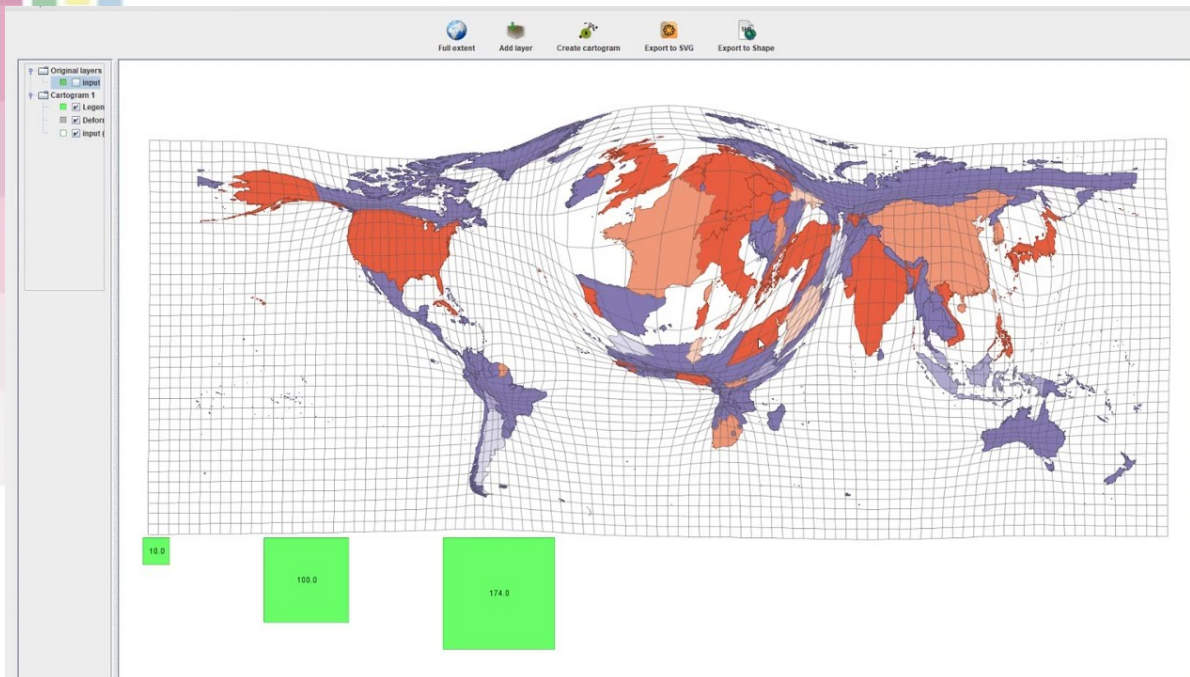 Full extent
Add layer
Create cartogram
Export to SVG
Export to Shape
Original layers
input
Cartogram 1
Legen
Deforr
input (
10.0
100.0
174.0